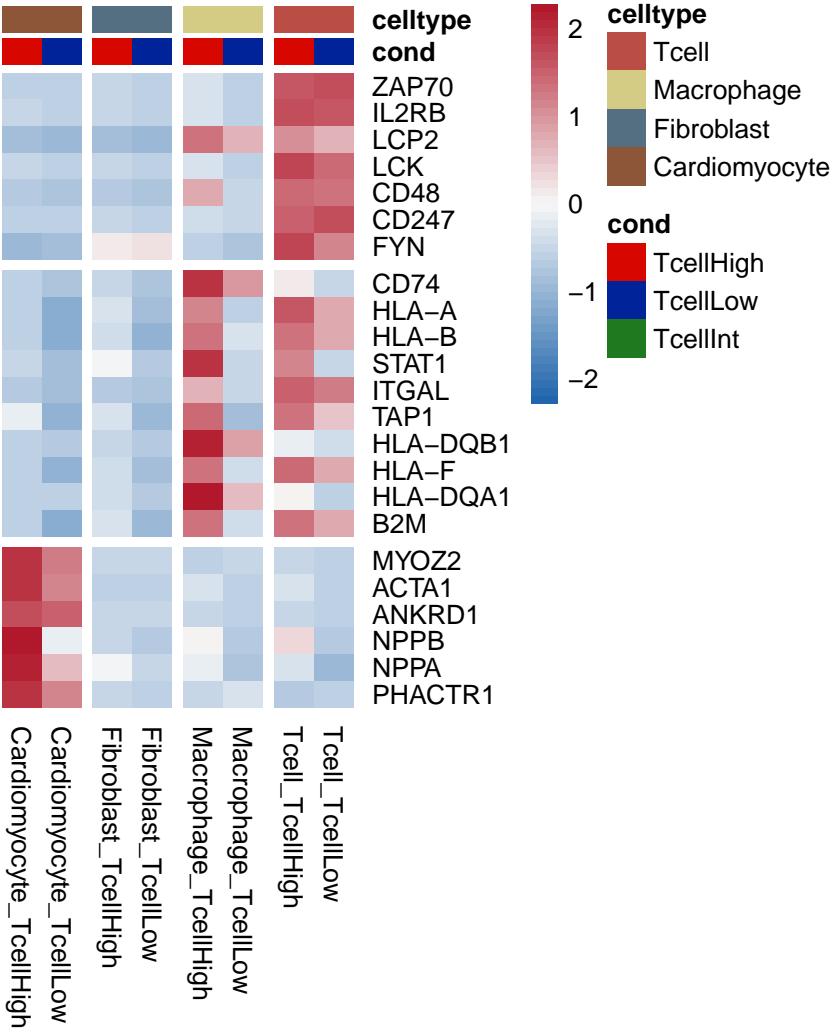 celltype
cond
ZAP70
IL2RB
LCP2
LCK
CD48
CD247
FYN
CD74
HLA−A
HLA−B
STAT1
ITGAL
TAP1
HLA−DQB1
HLA−F
HLA−DQA1
B2M
MYOZ2
ACTA1
ANKRD1
NPPB
NPPA
PHACTR1
Cardiomyocyte_TcellHigh
Cardiomyocyte_TcellLow
Fibroblast_TcellHigh
Fibroblast_TcellLow
Macrophage_TcellHigh
Macrophage_TcellLow
Tcell_TcellHigh
Tcell_TcellLow
2
1
0
−1
−2
celltype
Tcell
Macrophage
Fibroblast
Cardiomyocyte
cond
TcellHigh
TcellLow
TcellInt